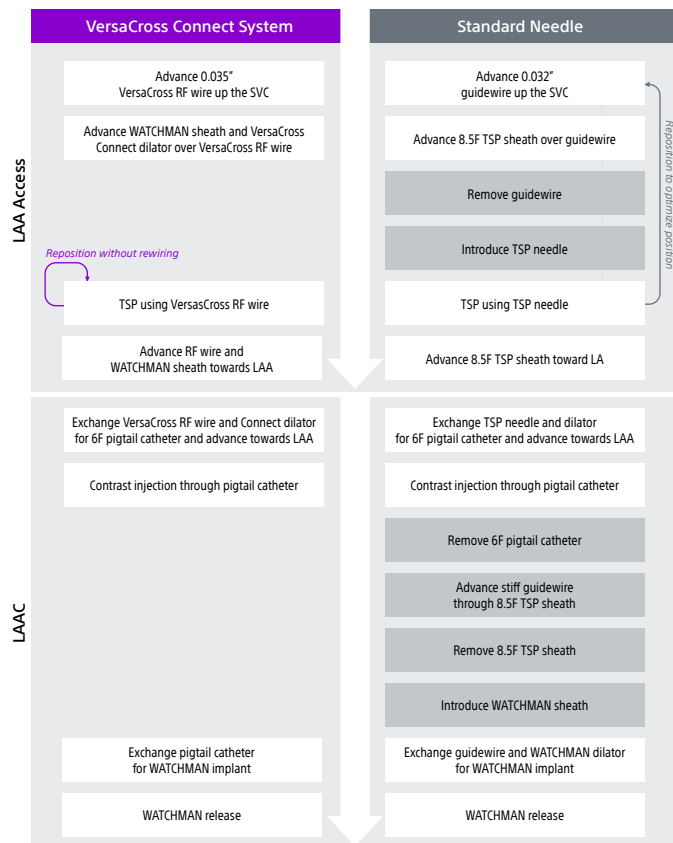 VersaCross Connect System
Standard Needle
LAA Access
Advance 0.035”
VersaCross RF wire up the SVC
Advance WATCHMAN sheath and VersaCross
Connect dilator over VersaCross RF wire
Reposition without rewiring
TSP using VersasCross RF wire
Advance RF wire and
WATCHMAN sheath towards LAA
Advance 0.032”
guidewire up the SVC
Advance 8.5F TSP sheath over guidewire
Remove guidewire
Introduce TSP needle
TSP using TSP needle
Advance 8.5F TSP sheath toward LA
Reposition to optimize position
LAAC
Exchange VersaCross RF wire and Connect dilator
for 6F pigtail catheter and advance towards LAA
Contrast injection through pigtail catheter
Exchange pigtail catheter
for WATCHMAN implant
WATCHMAN release
Exchange TSP needle and dilator
for 6F pigtail catheter and advance towards LAA
Contrast injection through pigtail catheter
Remove 6F pigtail catheter
Advance stiff guidewire
through 8.5F TSP sheath
Remove 8.5F TSP sheath
Introduce WATCHMAN sheath
Exchange guidewire and WATCHMAN dilator
for WATCHMAN implant
WATCHMAN release